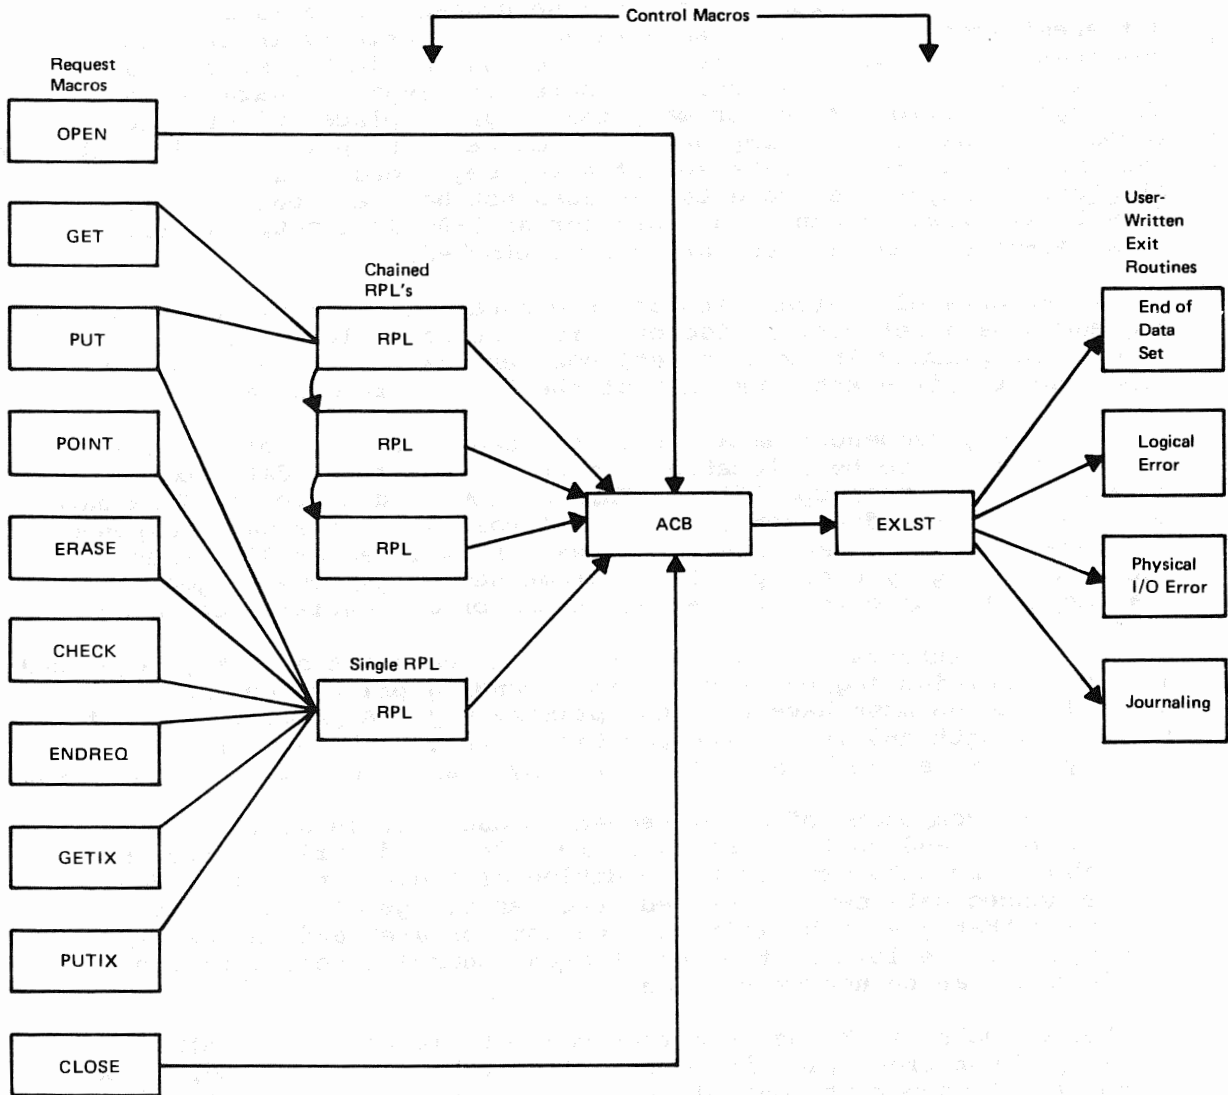 Control Macros
Request
Macros
OPEN
GET
PUT
POINT
ERASE
CHECK
ENDREQ
GETIX
PUTIX
CLOSE
Chained
RPL's
RPL
RPL
RPL
Single RPL
RPL
ACB
EXLST
User-
Written
Exit
Routines
End of
Data
Set
Logical
Error
Physical
I/O Error
Journaling